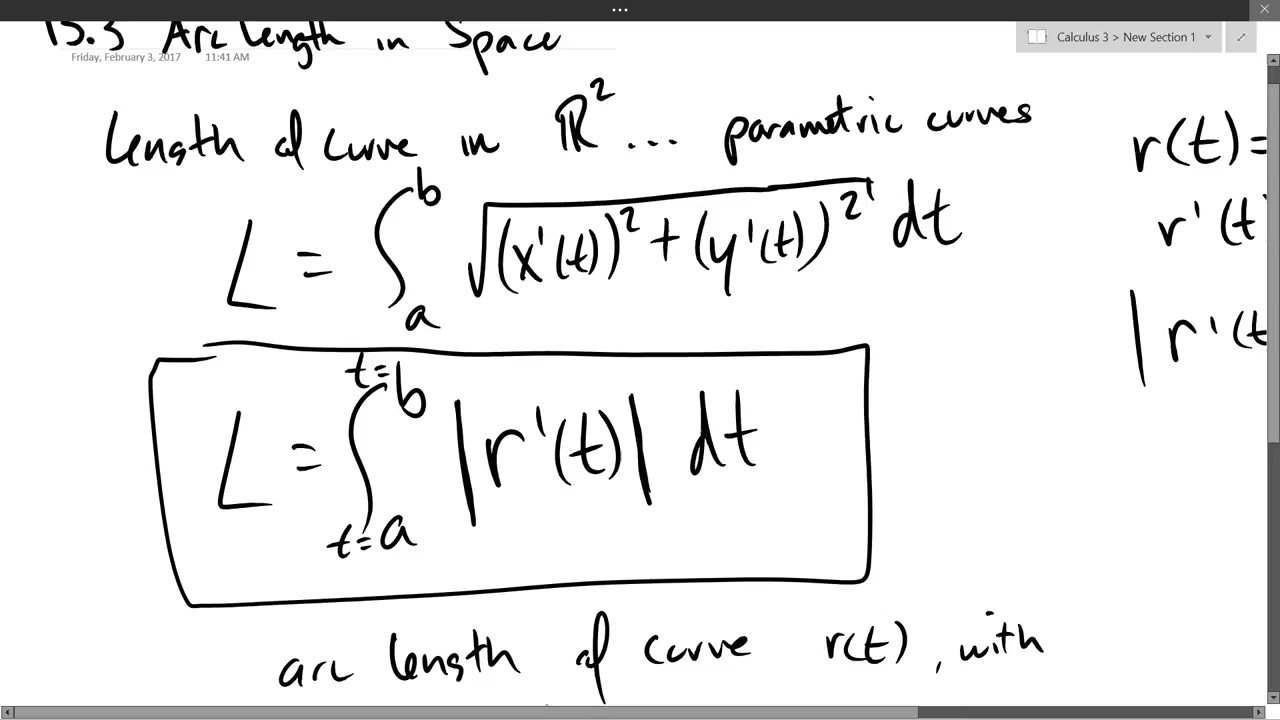 ...
Calculus 3 > New Section 1
13.3 Arc Length in Space
Friday, February 3, 2017 11:41 AM
Length of curve in ℝ² ... parametric curves
r(t)=
L = ∫_a^b √((x'(t))² + (y'(t))²) dt
r'(t)
|r'(t
L = ∫_{t=a}^{t=b} |r'(t)| dt
arc length of curve r(t), with